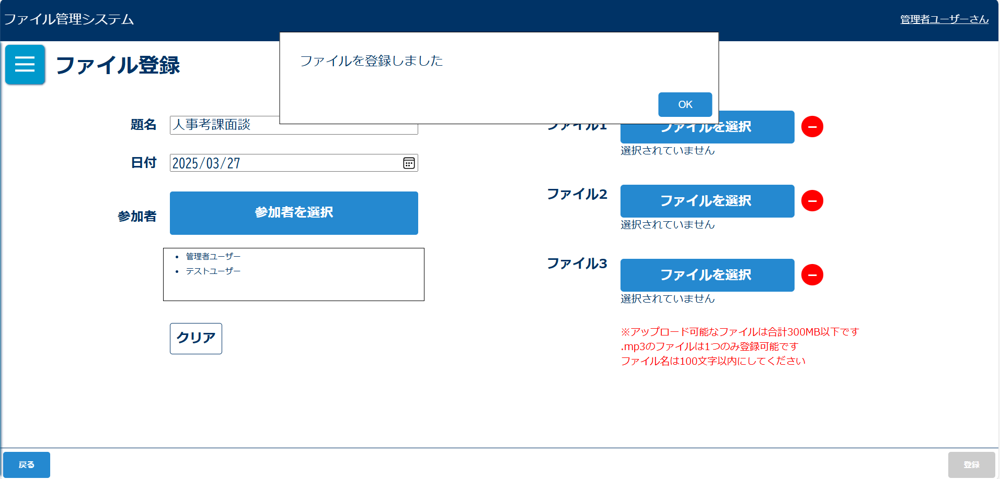 ファイル管理システム
管理者ユーザーさん
ファイルを登録しました
OK
ファイル登録
題名
人事考課面談
日付
2025/03/27
参加者
参加者を選択
管理者ユーザー
テストユーザー
クリア
ファイル1
ファイルを選択
選択されていません
ファイル2
ファイルを選択
選択されていません
ファイル3
ファイルを選択
選択されていません
※アップロード可能なファイルは合計300MB以下です
.mp3のファイルは1つのみ登録可能です
ファイル名は100文字以内にしてください
戻る
登録